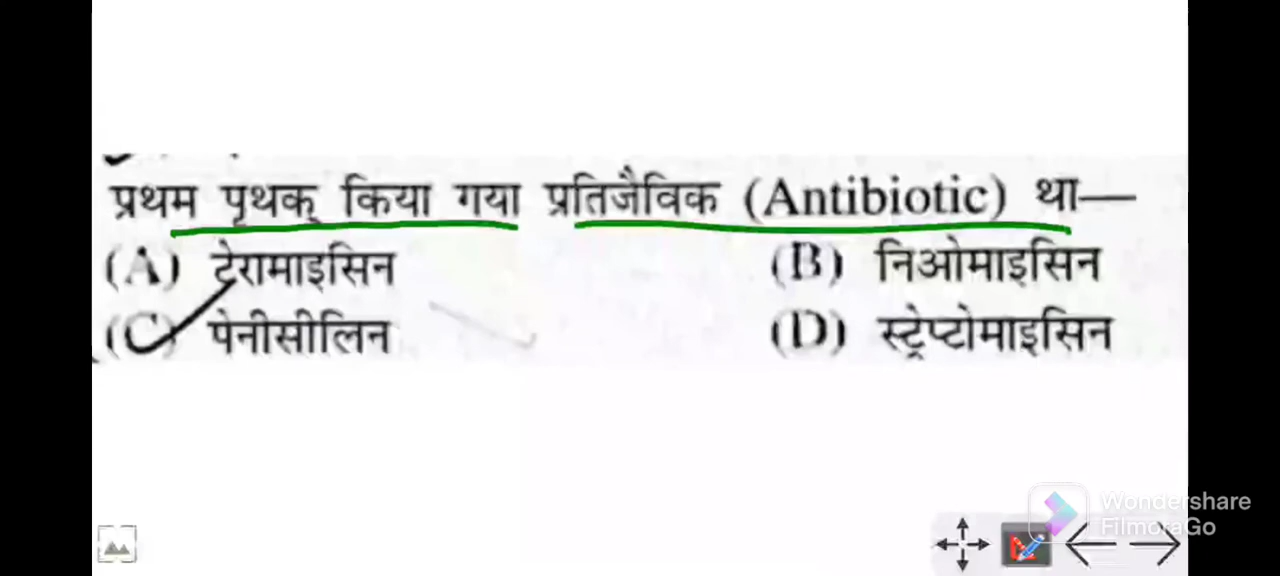 प्रथम पृथक् किया गया प्रतिजैविक (Antibiotic) था—
(A) टेरामाइसिन (B) निओमाइसिन
(C) पेनीसीलिन (D) स्ट्रेप्टोमाइसिन
Wondershare
FilmoraGo